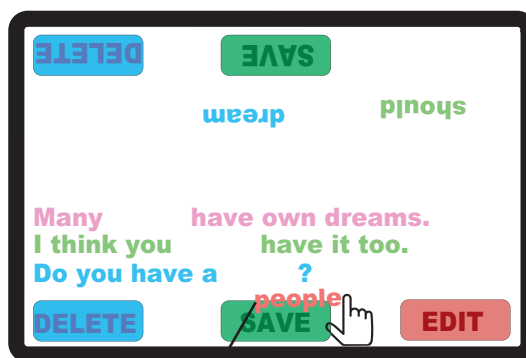 DELETE SAVE
dream should
Many have own dreams.
I think you have it too.
Do you have a ?
people
DELETE SAVE EDIT